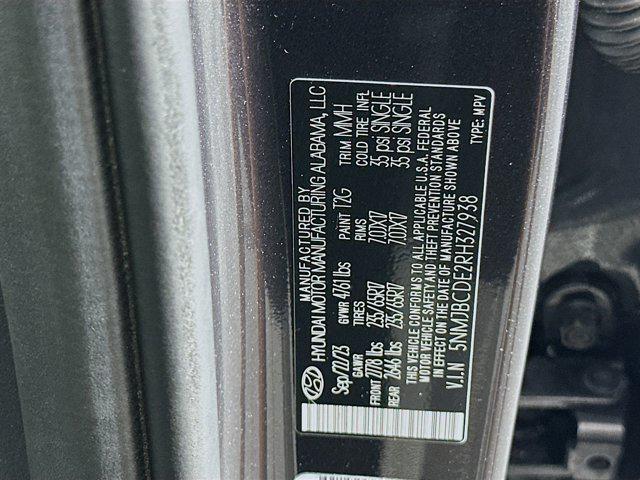 MANUFACTURED BY
HYUNDAI MOTOR MANUFACTURING ALABAMA, LLC
Sep/22/23 GVWR 4761 lbs PAINT T2G TRIM MMH
GAWR TIRES RIMS COLD TIRE INFL
FRONT 2778 lbs 235/65R17 7.0JX17 35 psi SINGLE
REAR 2646 lbs 235/65R17 7.0JX17 35 psi SINGLE
THIS VEHICLE CONFORMS TO ALL APPLICABLE U.S.A. FEDERAL
MOTOR VEHICLE SAFETY AND THEFT PREVENTION STANDARDS
IN EFFECT ON THE DATE OF MANUFACTURE SHOWN ABOVE
V.I.N 5NMJBCDE2RH327938 TYPE: MPV